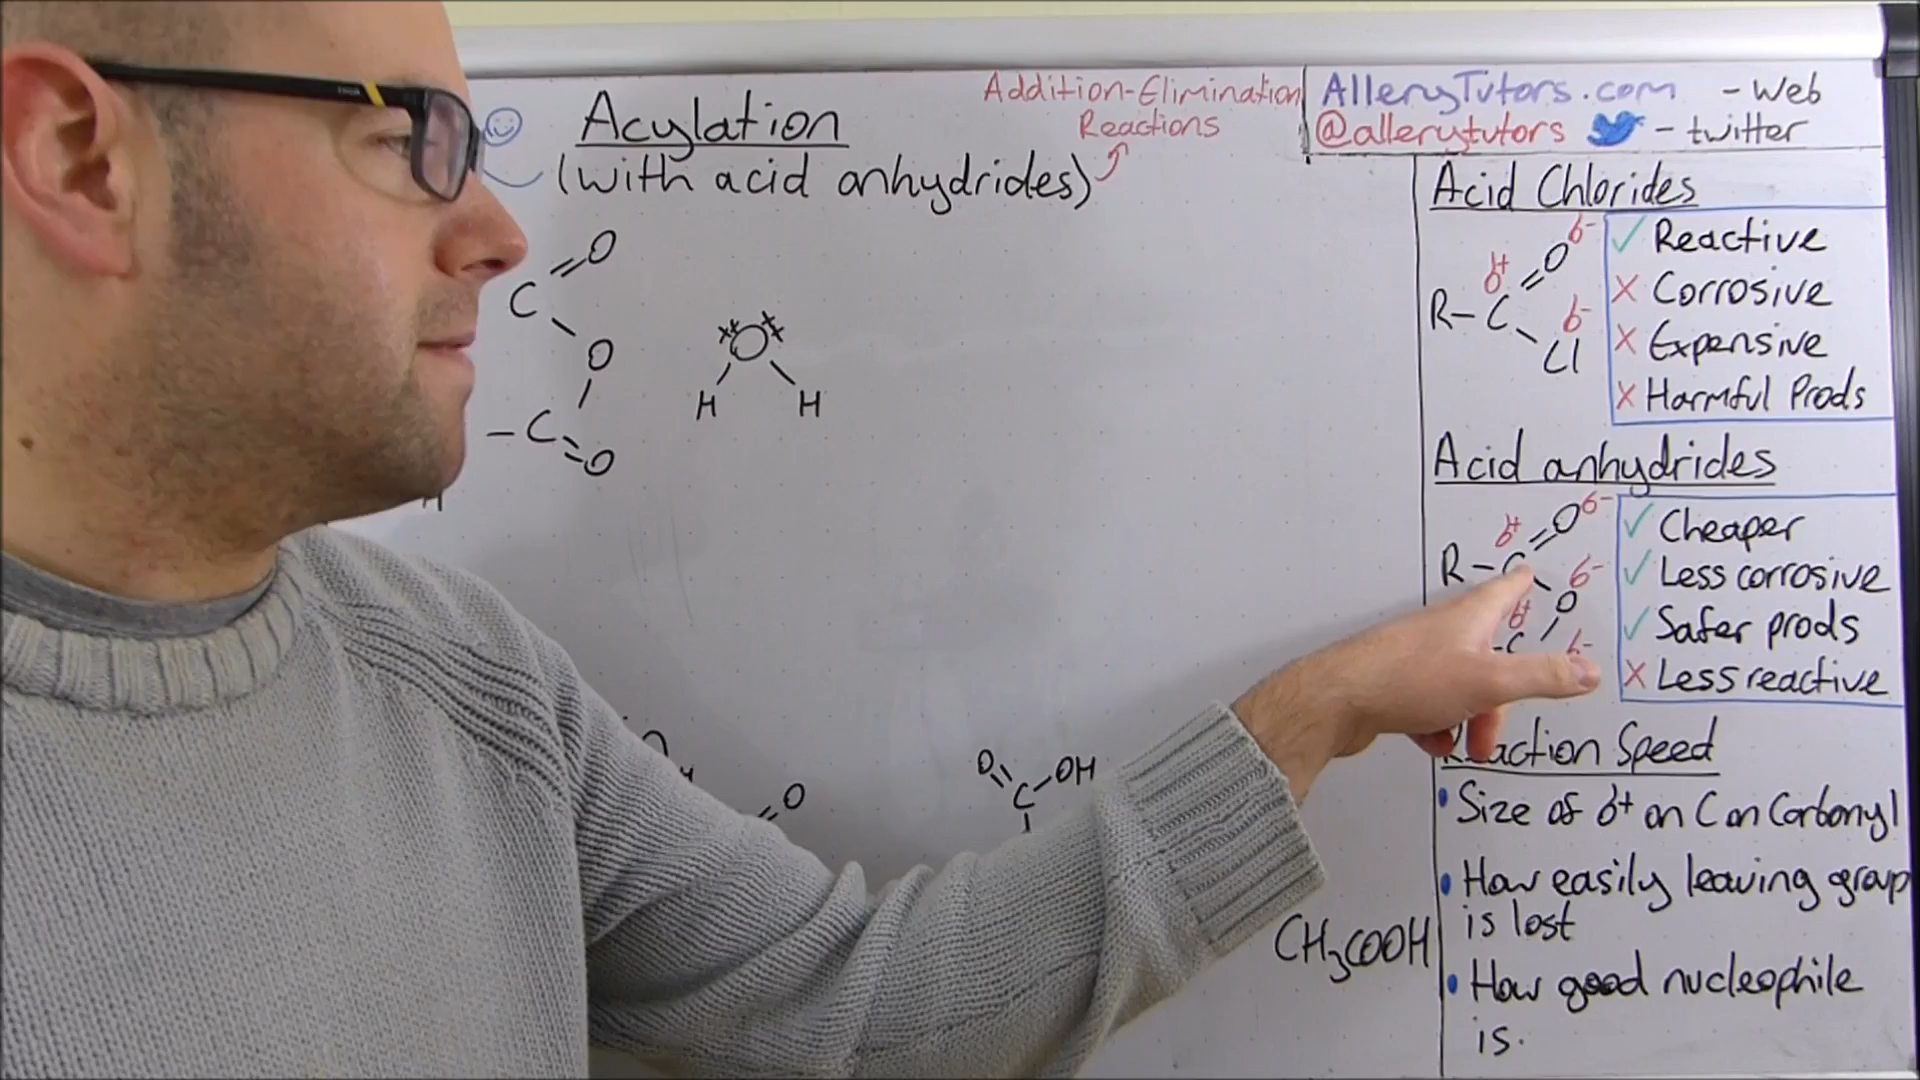 Acylation
(with acid anhydrides)
Addition-Elimination
Reactions
AlleryTutors.com - Web
@allerytutors - twitter
O
C
O
- C
O
H
O
H H
O
O OH
C
CH3COOH
Acid Chlorides
R- C O Cl
δ+ δ- δ-
✓ Reactive
X Corrosive
X Expensive
X Harmful Prods
Acid anhydrides
R- C O
δ+ δ- δ-
O
δ+
-C δ-
✓ Cheaper
✓ Less corrosive
✓ Safer prods
X Less reactive
Reaction Speed
• Size of δ+ on C on Carbonyl
• How easily leaving group
is lost
• How good nucleophile
is.